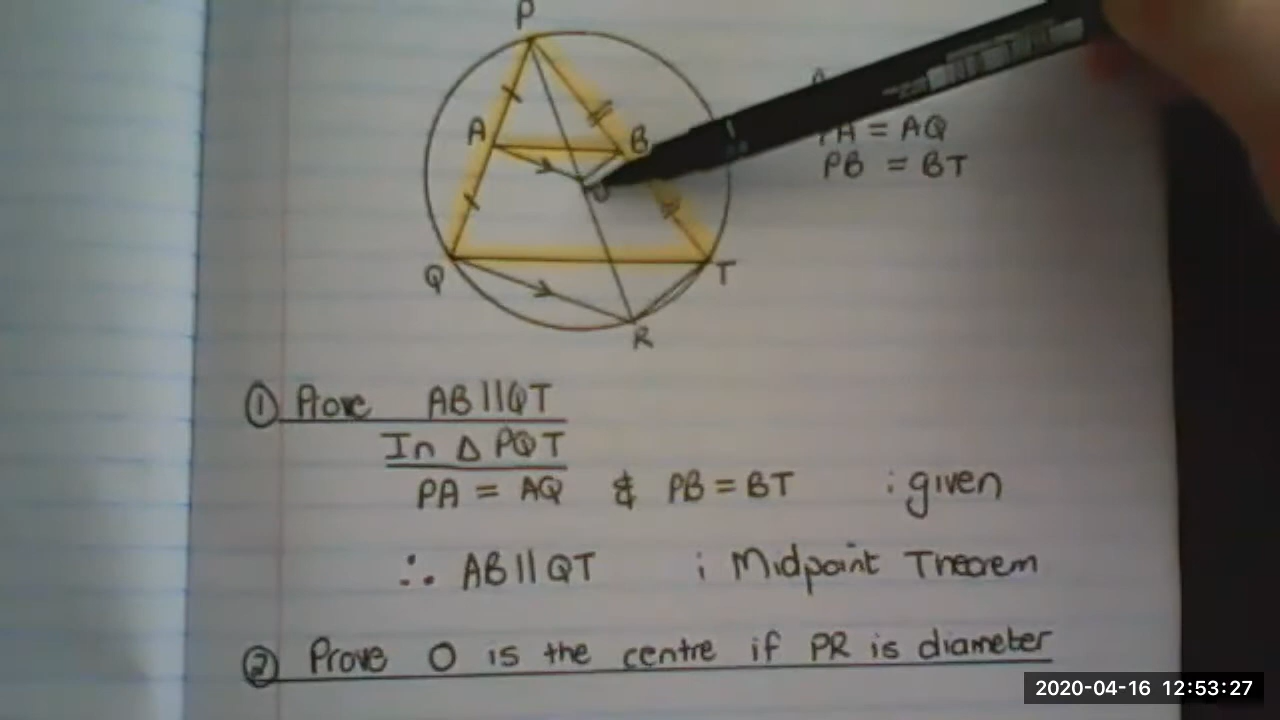 P
A
B
A = AQ
PB = BT
Q
T
R
① Prove AB || QT
In Δ PQT
PA = AQ & PB = BT ; given
∴ AB || QT ; Midpoint Theorem
② Prove O is the centre if PR is diameter
2020-04-16 12:53:27